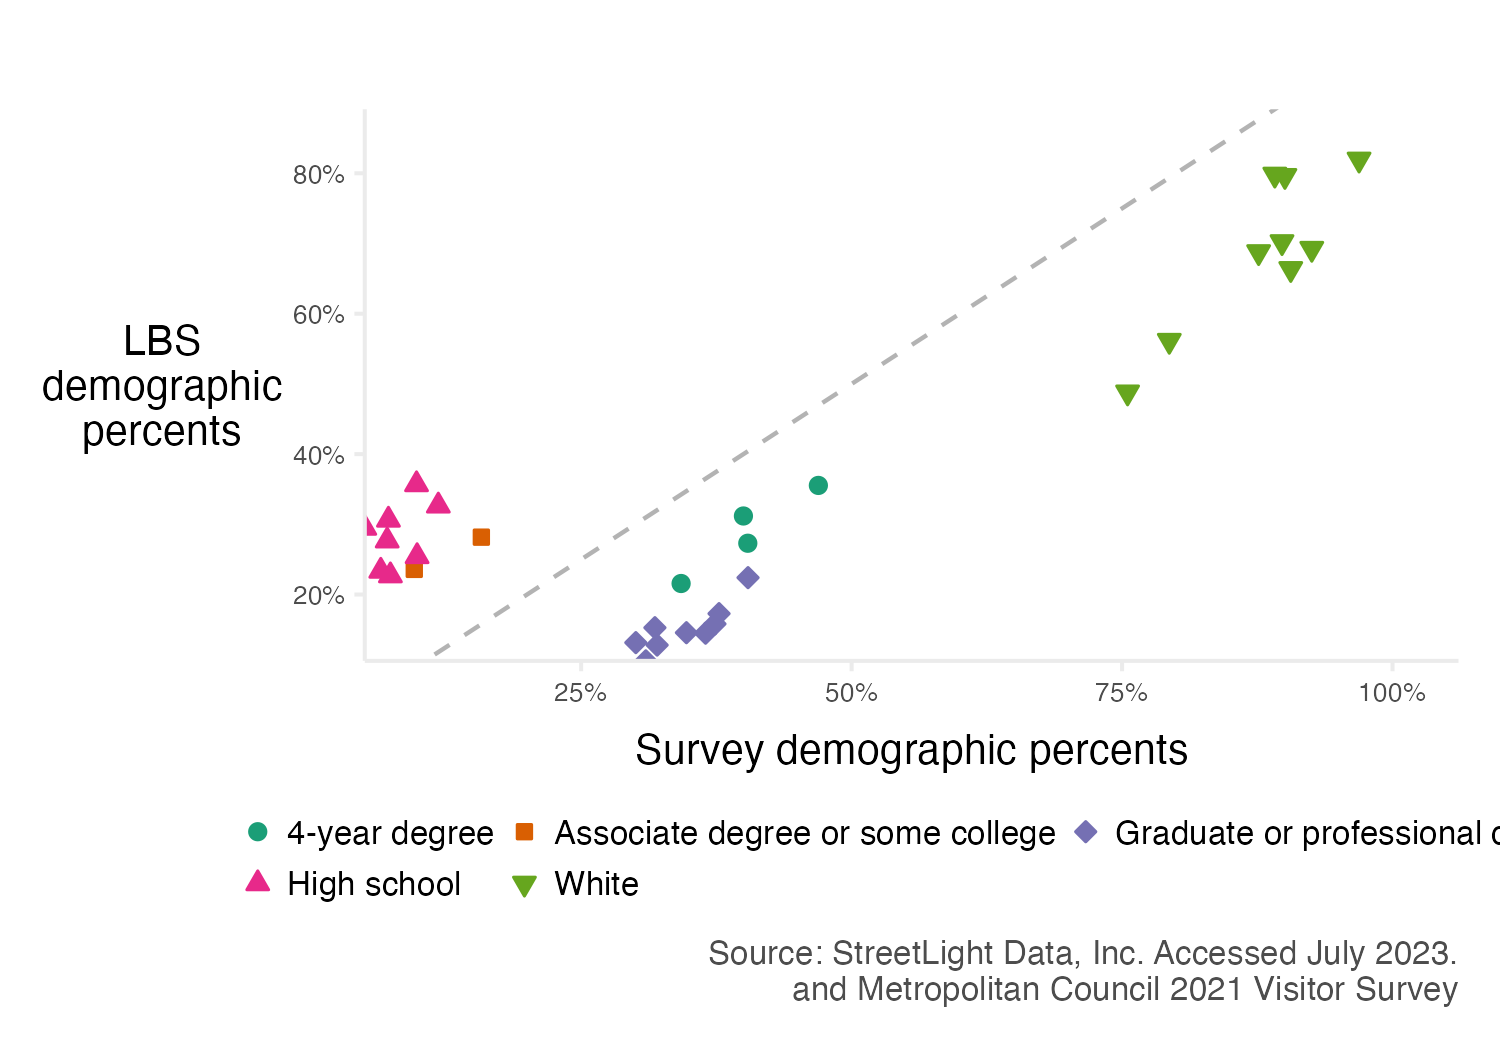 80%
60%
40%
20%
LBS
demographic
percents
25% 50% 75% 100%
Survey demographic percents
4-year degree Associate degree or some college Graduate or professional
High school White
Source: StreetLight Data, Inc. Accessed July 2023.
and Metropolitan Council 2021 Visitor Survey